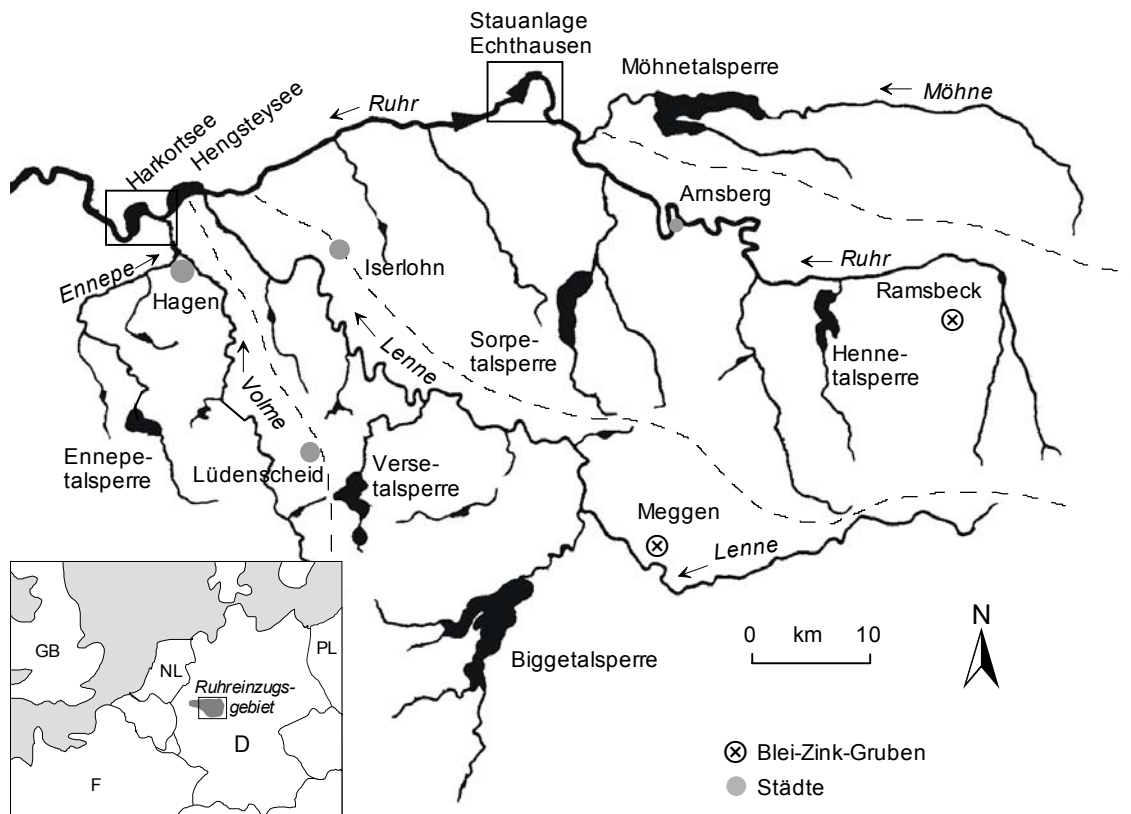 Stauanlage
Echthausen
Möhnetalsperre
Möhne
Ruhr
Harkortsee
Hengsteysee
Arnsberg
Ennepe
Iserlohn
Ruhr
Hagen
Ramsbeck
Sorpe-
talsperre
Henne-
talsperre
Lenne
Volme
Ennepe-
talsperre
Lüdenscheid
Verse-
talsperre
Meggen
Lenne
N
0 km 10
Biggetalsperre
GB
NL
PL
Ruhreinzugs-
gebiet
D
F
Blei-Zink-Gruben
Städte